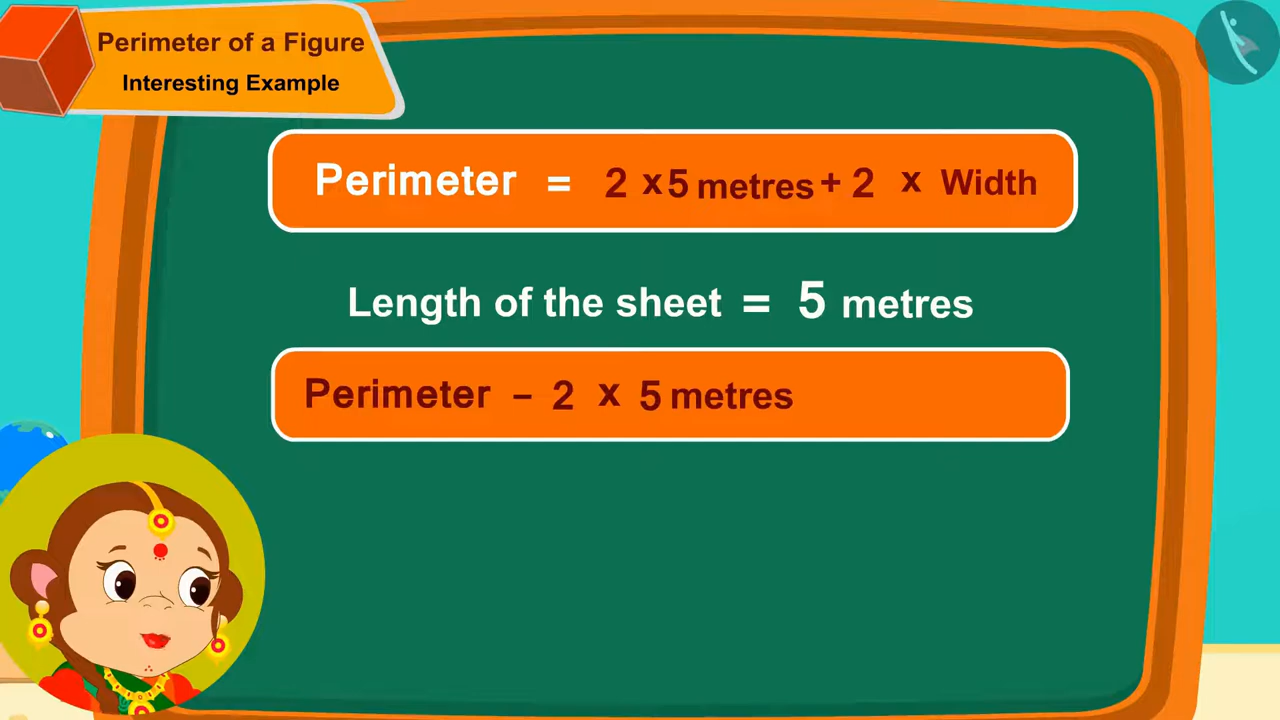 Perimeter of a Figure
Interesting Example
Perimeter = 2 x 5 metres + 2 x Width
Length of the sheet = 5 metres
Perimeter – 2 x 5 metres